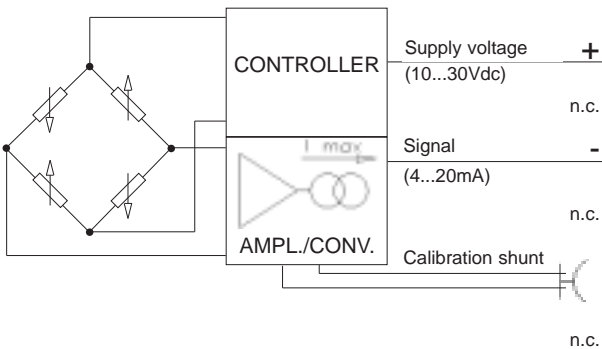 CONTROLLER
Supply voltage +
(10...30Vdc)
n.c.
I max
Signal -
(4...20mA)
n.c.
AMPL./CONV.
Calibration shunt
n.c.